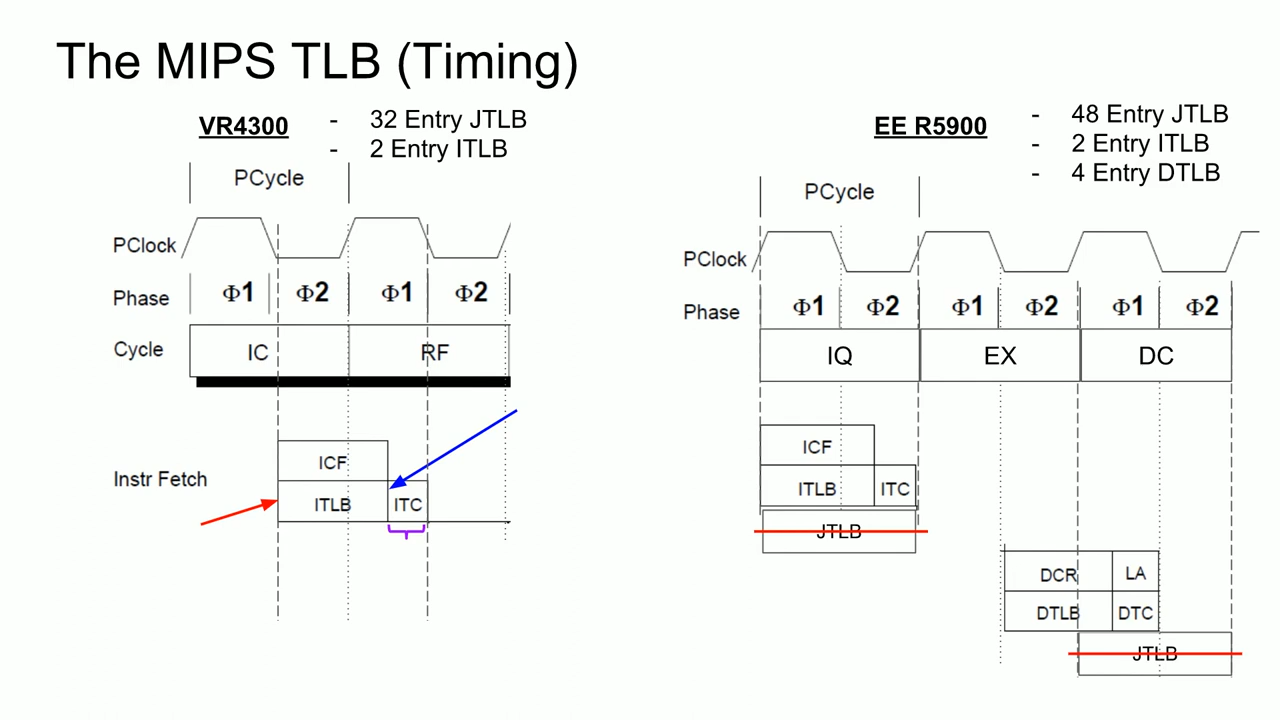 The MIPS TLB (Timing)
VR4300
- 32 Entry JTLB
- 2 Entry ITLB
PCycle
PClock
Phase Φ1 Φ2 Φ1 Φ2
Cycle IC RF
ICF
Instr Fetch
ITLB ITC
EE R5900
- 48 Entry JTLB
- 2 Entry ITLB
- 4 Entry DTLB
PCycle
PClock
Phase Φ1 Φ2 Φ1 Φ2 Φ1 Φ2
IQ EX DC
ICF
ITLB ITC
JTLB
DCR LA
DTLB DTC
JTLB